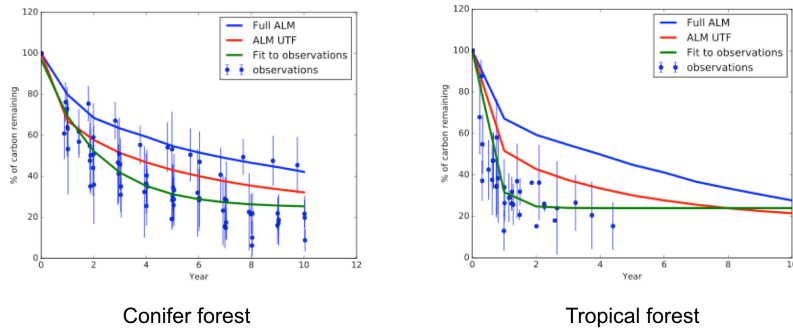 120
100
80
60
40
20
0
% of carbon remaining
0 2 4 6 8 10 12
Year
Full ALM
ALM UTF
Fit to observations
observations
Conifer forest
120
100
80
60
40
20
0
% of carbon remaining
0 2 4 6 8 10
Year
Full ALM
ALM UTF
Fit to observations
observations
Tropical forest